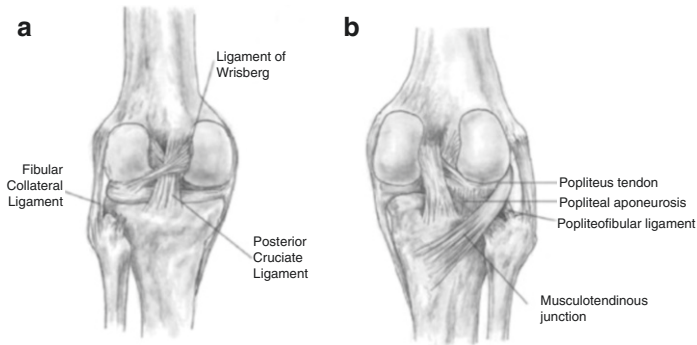 a
Ligament of
Wrisberg
Fibular
Collateral
Ligament
Posterior
Cruciate
Ligament
b
Popliteus tendon
Popliteal aponeurosis
Popliteofibular ligament
Musculotendinous
junction